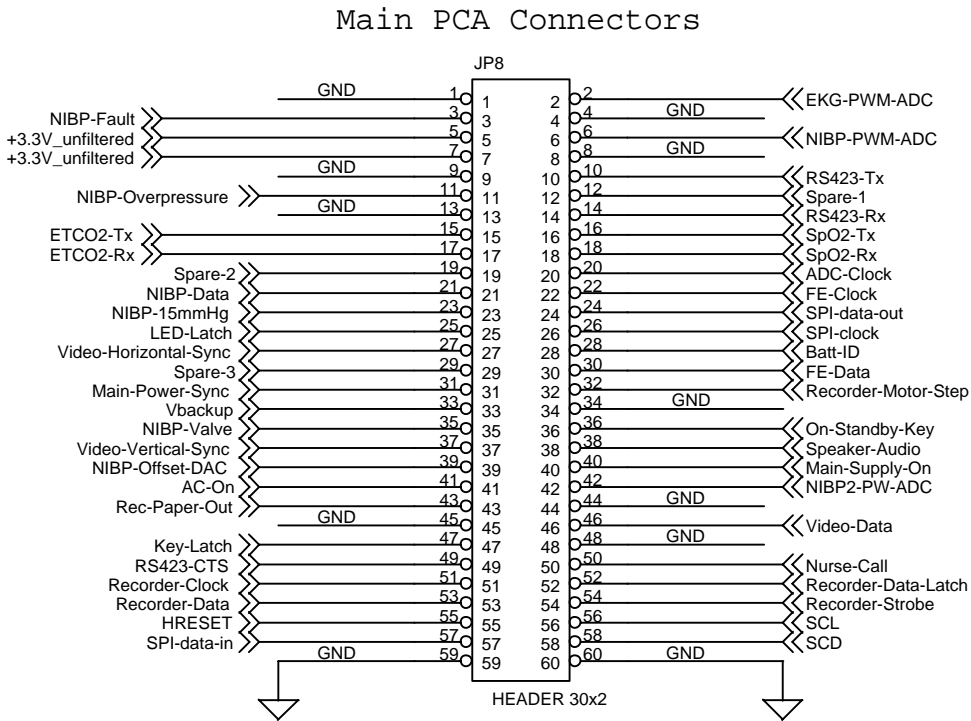 Main PCA Connectors
JP8
GND 1 1 2 2 EKG-PWM-ADC
NIBP-Fault 3 3 4 4 GND
+3.3V_unfiltered 5 5 6 6 NIBP-PWM-ADC
+3.3V_unfiltered 7 7 8 8 GND
GND 9 9 10 10 RS423-Tx
NIBP-Overpressure 11 11 12 12 Spare-1
GND 13 13 14 14 RS423-Rx
ETCO2-Tx 15 15 16 16 SpO2-Tx
ETCO2-Rx 17 17 18 18 SpO2-Rx
Spare-2 19 19 20 20 ADC-Clock
NIBP-Data 21 21 22 22 FE-Clock
NIBP-15mmHg 23 23 24 24 SPI-data-out
LED-Latch 25 25 26 26 SPI-clock
Video-Horizontal-Sync 27 27 28 28 Batt-ID
Spare-3 29 29 30 30 FE-Data
Main-Power-Sync 31 31 32 32 Recorder-Motor-Step
Vbackup 33 33 34 34 GND
NIBP-Valve 35 35 36 36 On-Standby-Key
Video-Vertical-Sync 37 37 38 38 Speaker-Audio
NIBP-Offset-DAC 39 39 40 40 Main-Supply-On
AC-On 41 41 42 42 NIBP2-PW-ADC
Rec-Paper-Out 43 43 44 44 GND
GND 45 45 46 46 Video-Data
Key-Latch 47 47 48 48 GND
RS423-CTS 49 49 50 50 Nurse-Call
Recorder-Clock 51 51 52 52 Recorder-Data-Latch
Recorder-Data 53 53 54 54 Recorder-Strobe
HRESET 55 55 56 56 SCL
SPI-data-in 57 57 58 58 SCD
GND 59 59 60 60 GND
HEADER 30x2